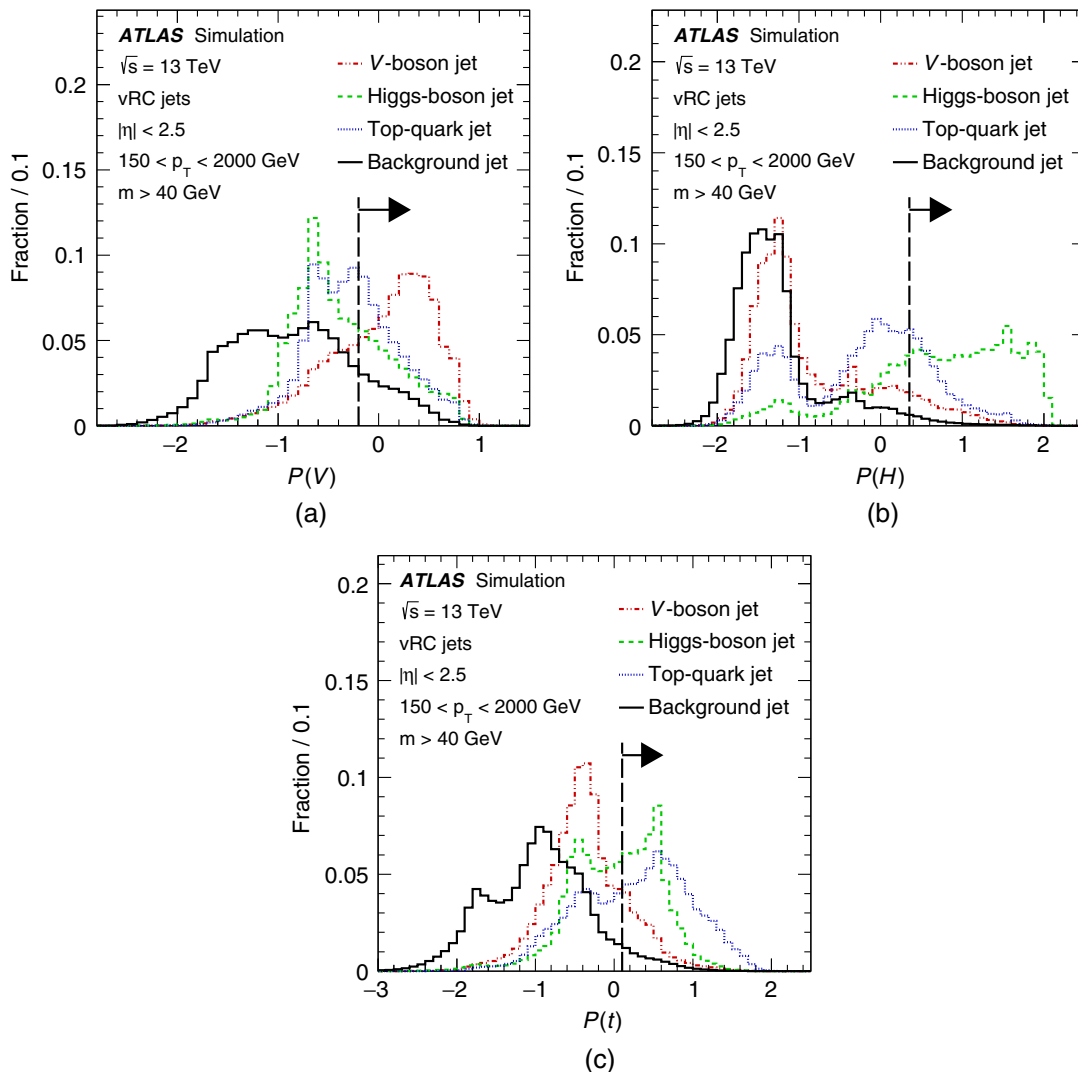 ATLAS Simulation
√s = 13 TeV
vRC jets
|η| < 2.5
150 < p_T < 2000 GeV
m > 40 GeV
V-boson jet
Higgs-boson jet
Top-quark jet
Background jet
Fraction / 0.1
0.2
0.15
0.1
0.05
0
−2 −1 0 1
P(V)
(a)
ATLAS Simulation
√s = 13 TeV
vRC jets
|η| < 2.5
150 < p_T < 2000 GeV
m > 40 GeV
V-boson jet
Higgs-boson jet
Top-quark jet
Background jet
Fraction / 0.1
0.2
0.15
0.1
0.05
0
−2 −1 0 1 2
P(H)
(b)
ATLAS Simulation
√s = 13 TeV
vRC jets
|η| < 2.5
150 < p_T < 2000 GeV
m > 40 GeV
V-boson jet
Higgs-boson jet
Top-quark jet
Background jet
Fraction / 0.1
0.2
0.15
0.1
0.05
0
−3 −2 −1 0 1 2
P(t)
(c)